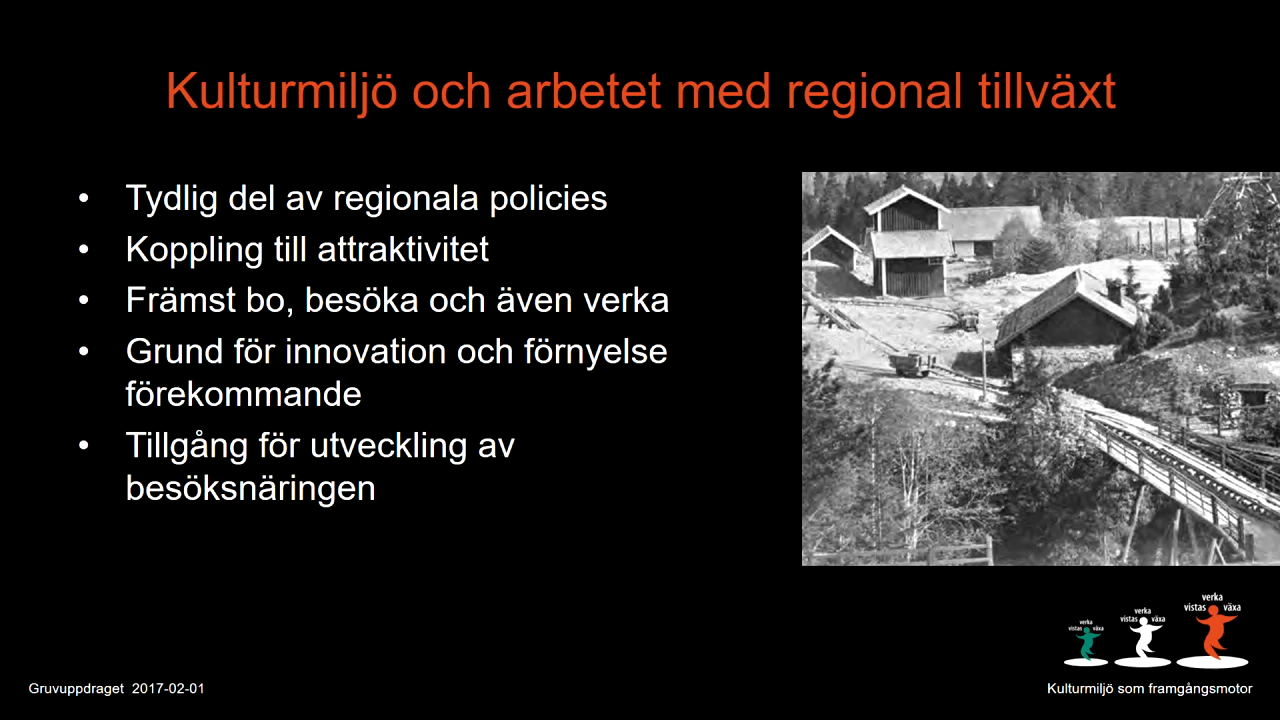 Kulturmiljö och arbetet med regional tillväxt
• Tydlig del av regionala policies
• Koppling till attraktivitet
• Främst bo, besöka och även verka
• Grund för innovation och förnyelse
förekommande
• Tillgång för utveckling av
besöksnäringen
verka
vistas växa
verka
vistas växa
verka
vistas växa
Gruvuppdraget 2017-02-01
Kulturmiljö som framgångsmotor